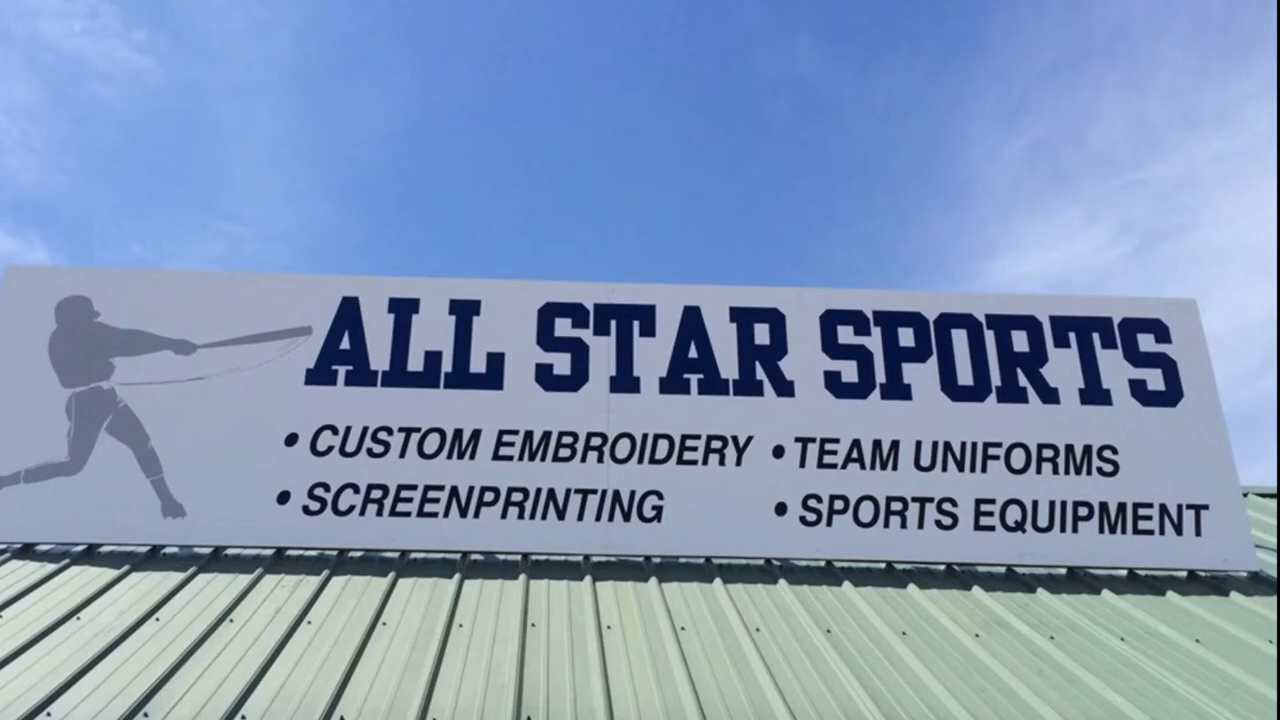 ALL STAR SPORTS
• CUSTOM EMBROIDERY • TEAM UNIFORMS
• SCREENPRINTING • SPORTS EQUIPMENT